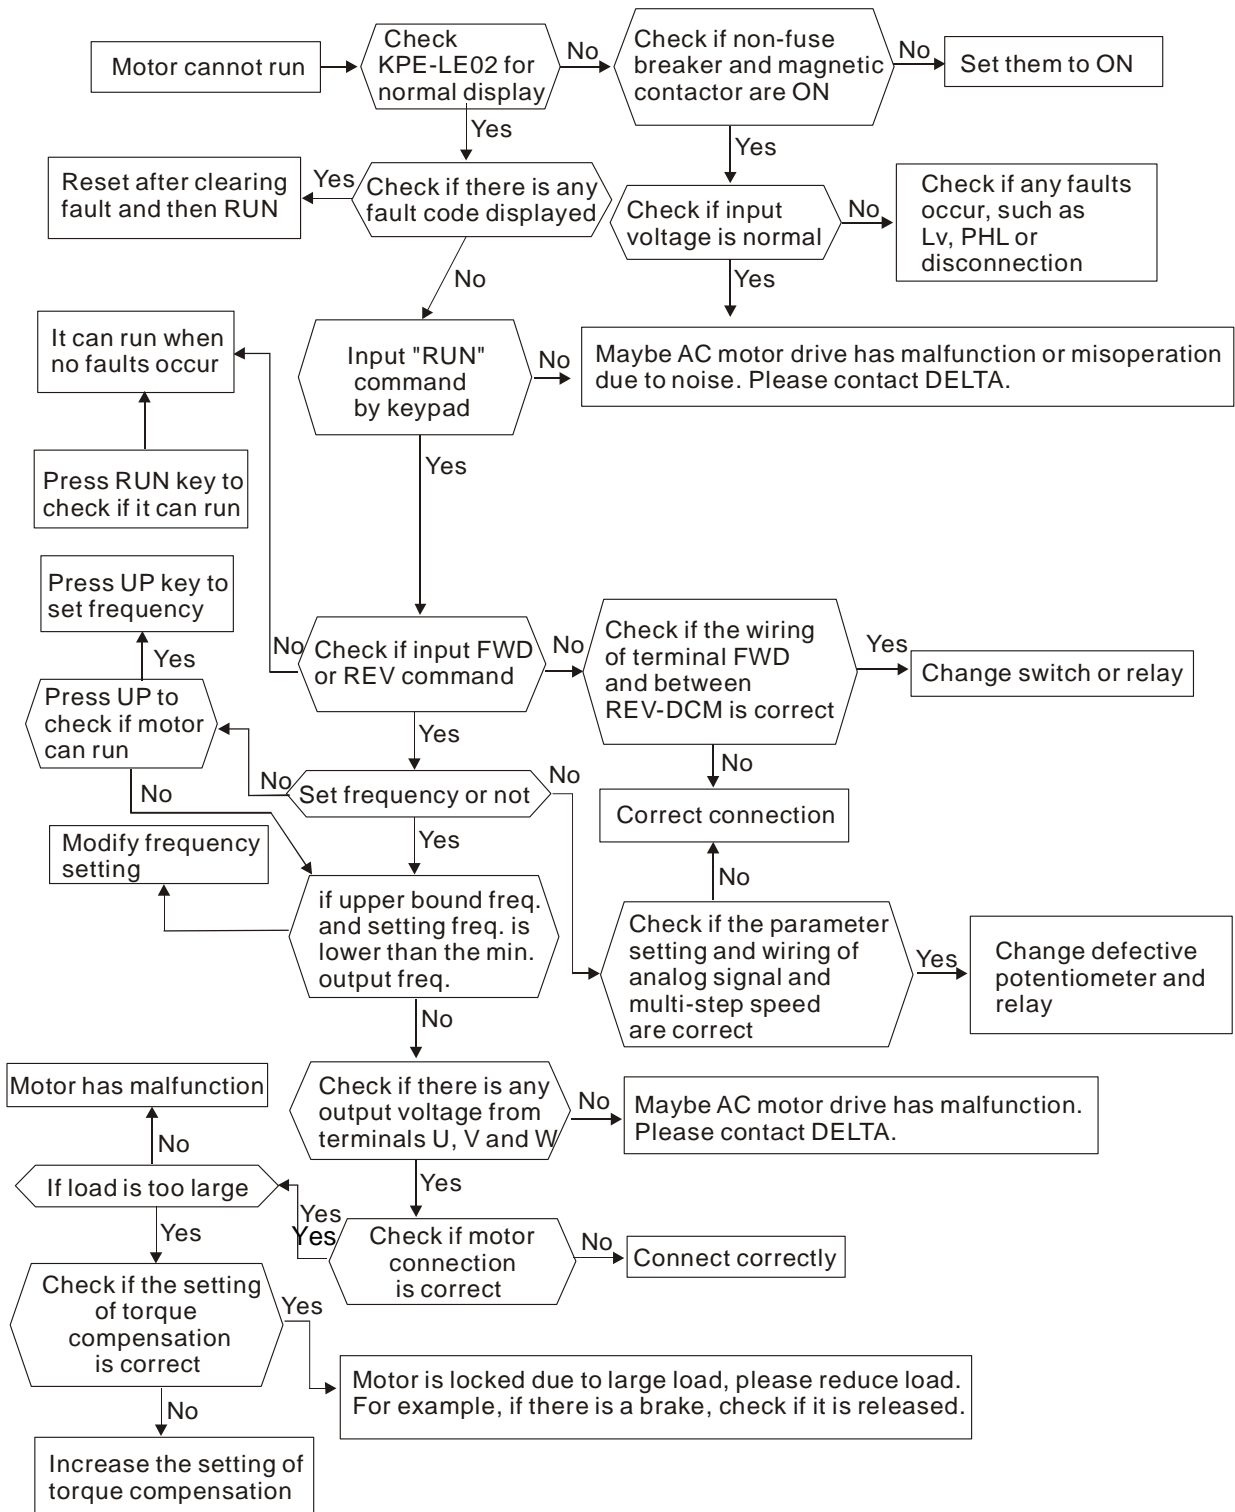 Motor cannot run
Check
KPE-LE02 for
normal display
No
Check if non-fuse
breaker and magnetic
contactor are ON
No
Set them to ON
Yes
Yes
Reset after clearing
fault and then RUN
Yes
Check if there is any
fault code displayed
Check if input
voltage is normal
No
Check if any faults
occur, such as
Lv, PHL or
disconnection
No
Yes
It can run when
no faults occur
Input "RUN"
command
by keypad
No
Maybe AC motor drive has malfunction or misoperation
due to noise. Please contact DELTA.
Yes
Press RUN key to
check if it can run
Press UP key to
set frequency
Yes
No
Check if input FWD
or REV command
No
Check if the wiring
of terminal FWD
and between
REV-DCM is correct
Yes
Change switch or relay
Press UP to
check if motor
can run
Yes
No
No
No
Set frequency or not
No
Correct connection
Modify frequency
setting
Yes
No
if upper bound freq.
and setting freq. is
lower than the min.
output freq.
Check if the parameter
setting and wiring of
analog signal and
multi-step speed
are correct
Yes
Change defective
potentiometer and
relay
No
Motor has malfunction
Check if there is any
output voltage from
terminals U, V and W
No
Maybe AC motor drive has malfunction.
Please contact DELTA.
No
If load is too large
Yes
Yes
Yes
Yes
Check if motor
connection
is correct
No
Connect correctly
Check if the setting
of torque
compensation
is correct
Yes
Motor is locked due to large load, please reduce load.
For example, if there is a brake, check if it is released.
No
Increase the setting of
torque compensation